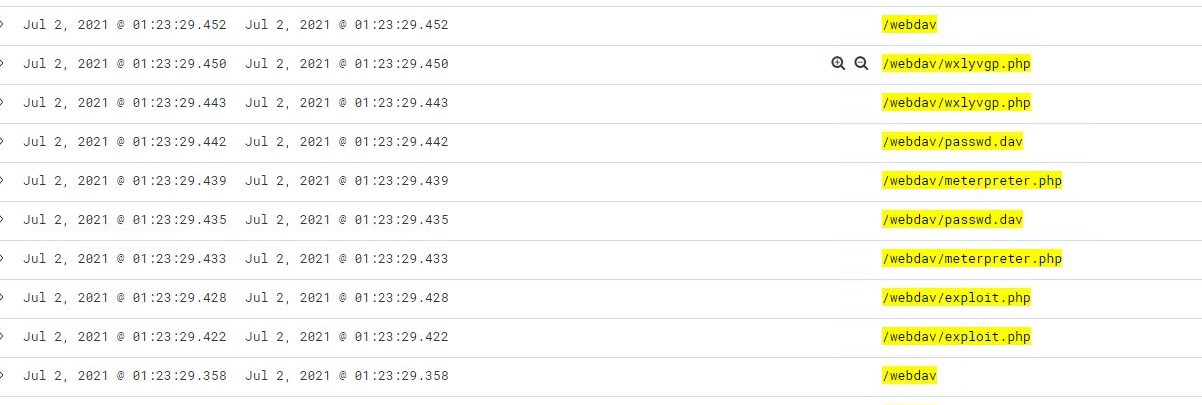 Jul 2, 2021 @ 01:23:29.452 Jul 2, 2021 @ 01:23:29.452 /webdav
Jul 2, 2021 @ 01:23:29.450 Jul 2, 2021 @ 01:23:29.450 /webdav/wxlyvgp.php
Jul 2, 2021 @ 01:23:29.443 Jul 2, 2021 @ 01:23:29.443 /webdav/wxlyvgp.php
Jul 2, 2021 @ 01:23:29.442 Jul 2, 2021 @ 01:23:29.442 /webdav/passwd.dav
Jul 2, 2021 @ 01:23:29.439 Jul 2, 2021 @ 01:23:29.439 /webdav/meterpreter.php
Jul 2, 2021 @ 01:23:29.435 Jul 2, 2021 @ 01:23:29.435 /webdav/passwd.dav
Jul 2, 2021 @ 01:23:29.433 Jul 2, 2021 @ 01:23:29.433 /webdav/meterpreter.php
Jul 2, 2021 @ 01:23:29.428 Jul 2, 2021 @ 01:23:29.428 /webdav/exploit.php
Jul 2, 2021 @ 01:23:29.422 Jul 2, 2021 @ 01:23:29.422 /webdav/exploit.php
Jul 2, 2021 @ 01:23:29.358 Jul 2, 2021 @ 01:23:29.358 /webdav